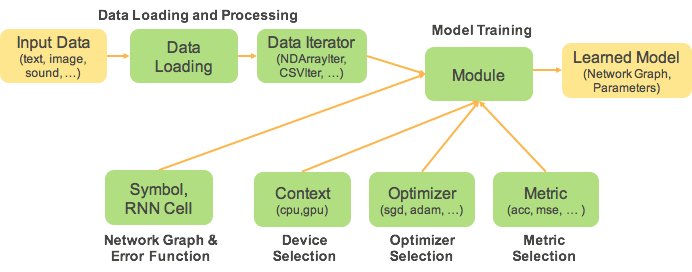 Data Loading and Processing
Model Training
Input Data
(text, image,
sound, ...)
Data
Loading
Data Iterator
(NDArrayIter,
CSVIter, ...)
Module
Learned Model
(Network Graph,
Parameters)
Symbol,
RNN Cell
Context
(cpu,gpu)
Optimizer
(sgd, adam, ...)
Metric
(acc, mse, ... )
Network Graph &
Error Function
Device
Selection
Optimizer
Selection
Metric
Selection